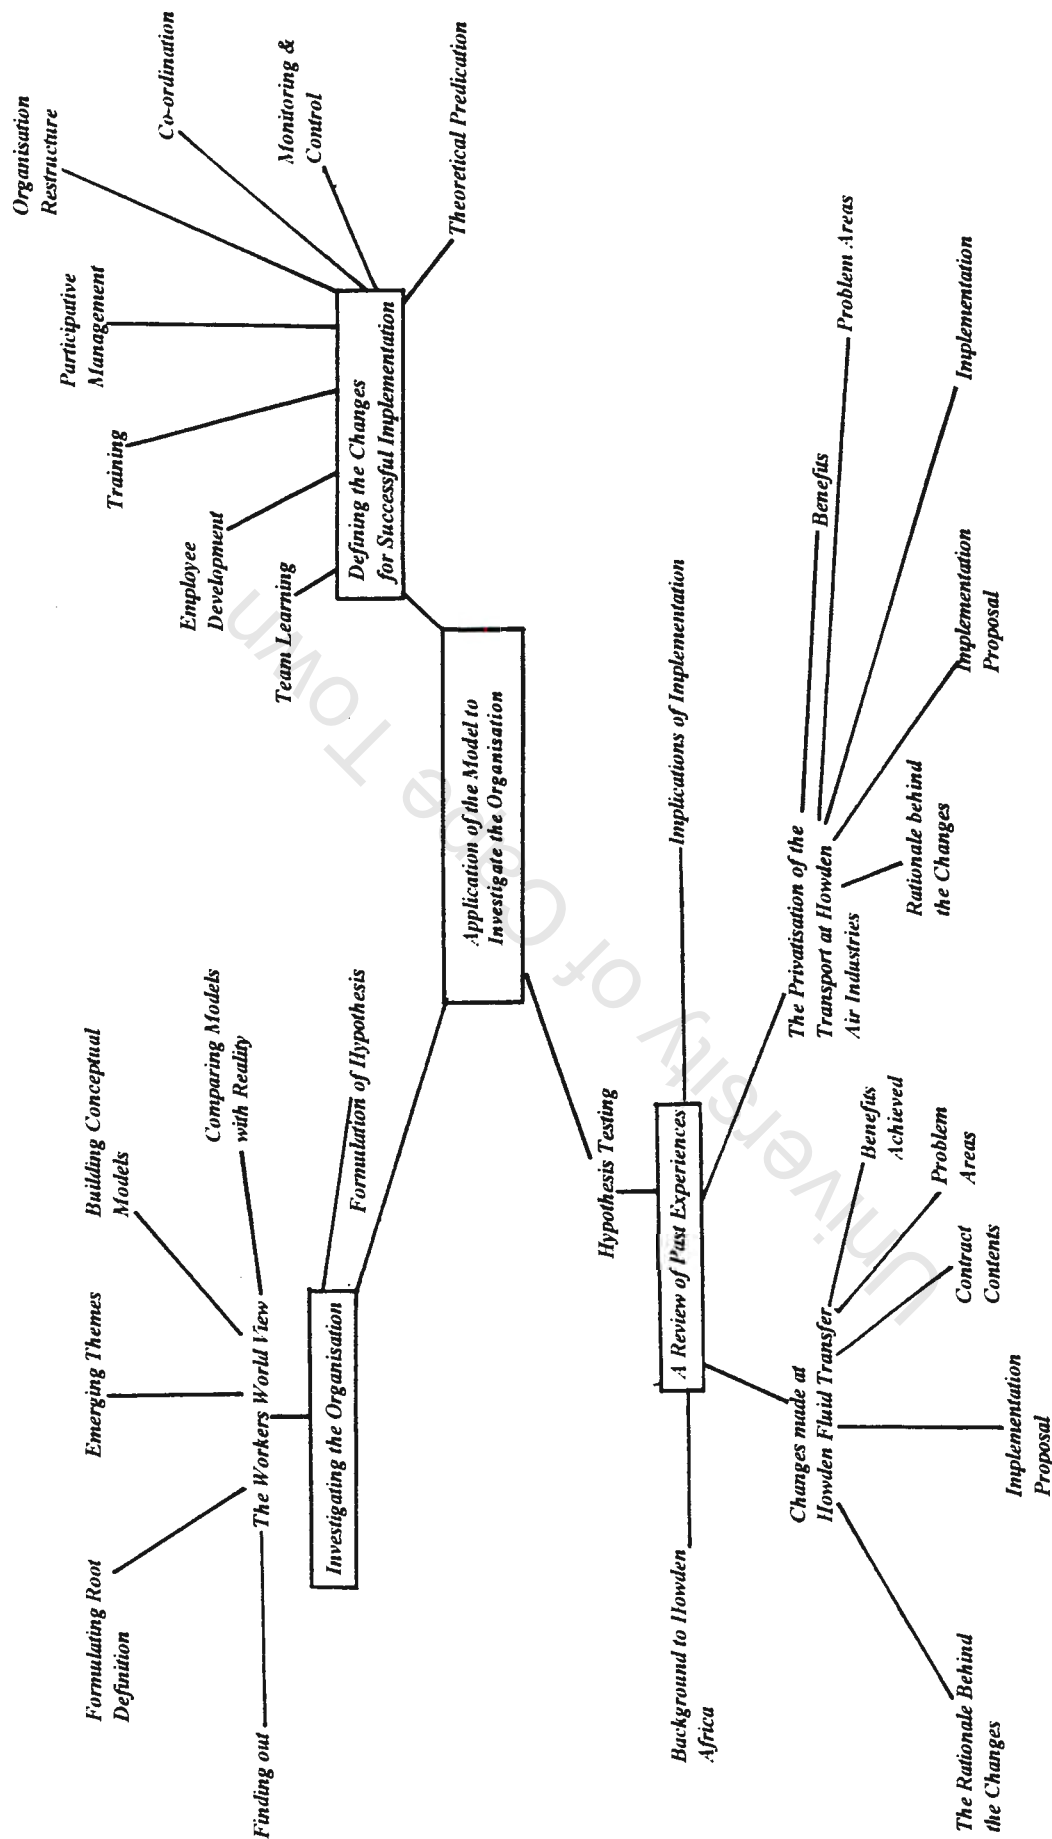 Formulating Root
Definition
Emerging Themes
Building Conceptual
Models
Finding out
The Workers World View
Comparing Models
with Reality
Investigating the Organisation
Formulation of Hypothesis
Organisation
Restructure
Participative
Management
Training
Employee
Development
Team Learning
Co-ordination
Monitoring &
Control
Theoretical Predication
Defining the Changes
for Successful Implementation
Application of the Model to
Investigate the Organisation
Hypothesis Testing
A Review of Past Experiences
Implications of Implementation
Background to Howden
Africa
Changes made at
Howden Fluid Transfer
The Rationale Behind
the Changes
Implementation
Proposal
Contract
Contents
Problem
Areas
Benefits
Achieved
The Privatisation of the
Transport at Howden
Air Industries
Rationale behind
the Changes
Implementation
Proposal
Implementation
Benefits
Problem Areas
University of Cape Town